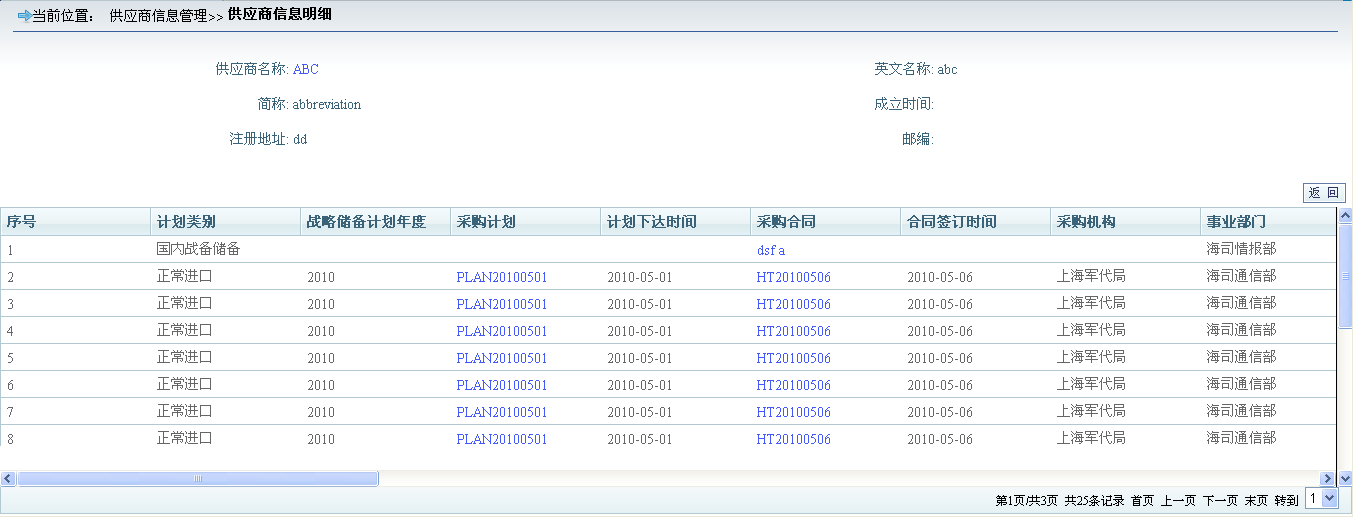 当前位置： 供应商信息管理>> 供应商信息明细
供应商名称: ABC 英文名称: abc
简称: abbreviation 成立时间:
注册地址: dd 邮编:
返 回
序号 计划类别 战略储备计划年度 采购计划 计划下达时间 采购合同 合同签订时间 采购机构 事业部门
1 国内战备储备 dsf a 海司情报部
2 正常进口 2010 PLAN20100501 2010-05-01 HT20100506 2010-05-06 上海军代局 海司通信部
3 正常进口 2010 PLAN20100501 2010-05-01 HT20100506 2010-05-06 上海军代局 海司通信部
4 正常进口 2010 PLAN20100501 2010-05-01 HT20100506 2010-05-06 上海军代局 海司通信部
5 正常进口 2010 PLAN20100501 2010-05-01 HT20100506 2010-05-06 上海军代局 海司通信部
6 正常进口 2010 PLAN20100501 2010-05-01 HT20100506 2010-05-06 上海军代局 海司通信部
7 正常进口 2010 PLAN20100501 2010-05-01 HT20100506 2010-05-06 上海军代局 海司通信部
8 正常进口 2010 PLAN20100501 2010-05-01 HT20100506 2010-05-06 上海军代局 海司通信部
第1页/共3页 共25条记录 首页 上一页 下一页 末页 转到 1